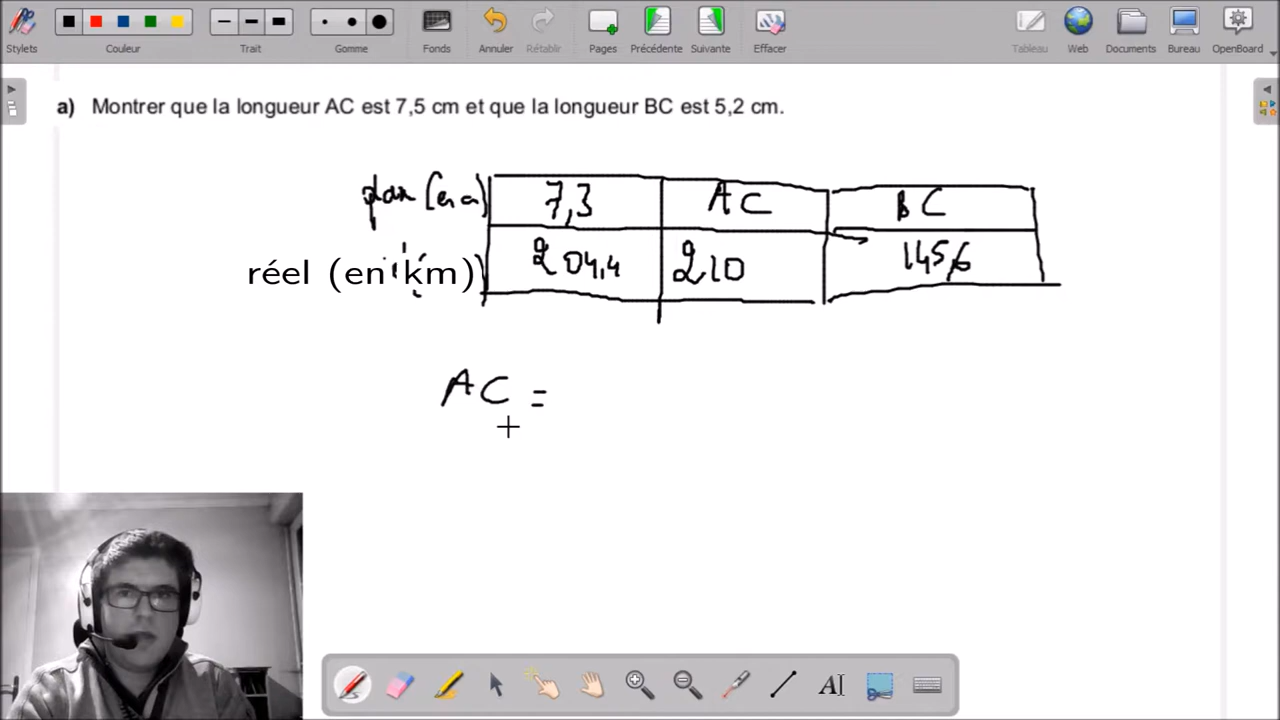 Stylets Couleur Trait Gomme Fonds Annuler Rétablir Pages Précédente Suivante Effacer Tableau Web Documents Bureau OpenBoard
a) Montrer que la longueur AC est 7,5 cm et que la longueur BC est 5,2 cm.
plan (en 7,3 AC BC
réel (en km) 204,4 210 145,6
AC =